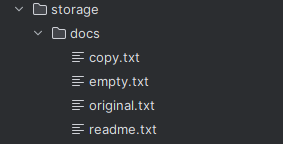 storage
docs
copy.txt
empty.txt
original.txt
readme.txt